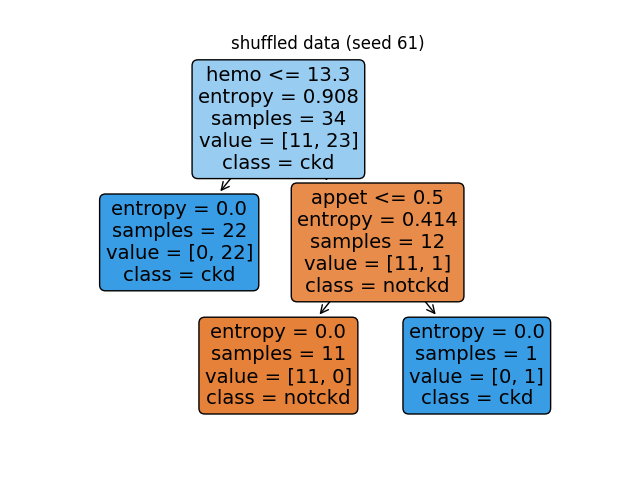 shuffled data (seed 61)
hemo <= 13.3
entropy = 0.908
samples = 34
value = [11, 23]
class = ckd
entropy = 0.0
samples = 22
value = [0, 22]
class = ckd
appet <= 0.5
entropy = 0.414
samples = 12
value = [11, 1]
class = notckd
entropy = 0.0
samples = 11
value = [11, 0]
class = notckd
entropy = 0.0
samples = 1
value = [0, 1]
class = ckd